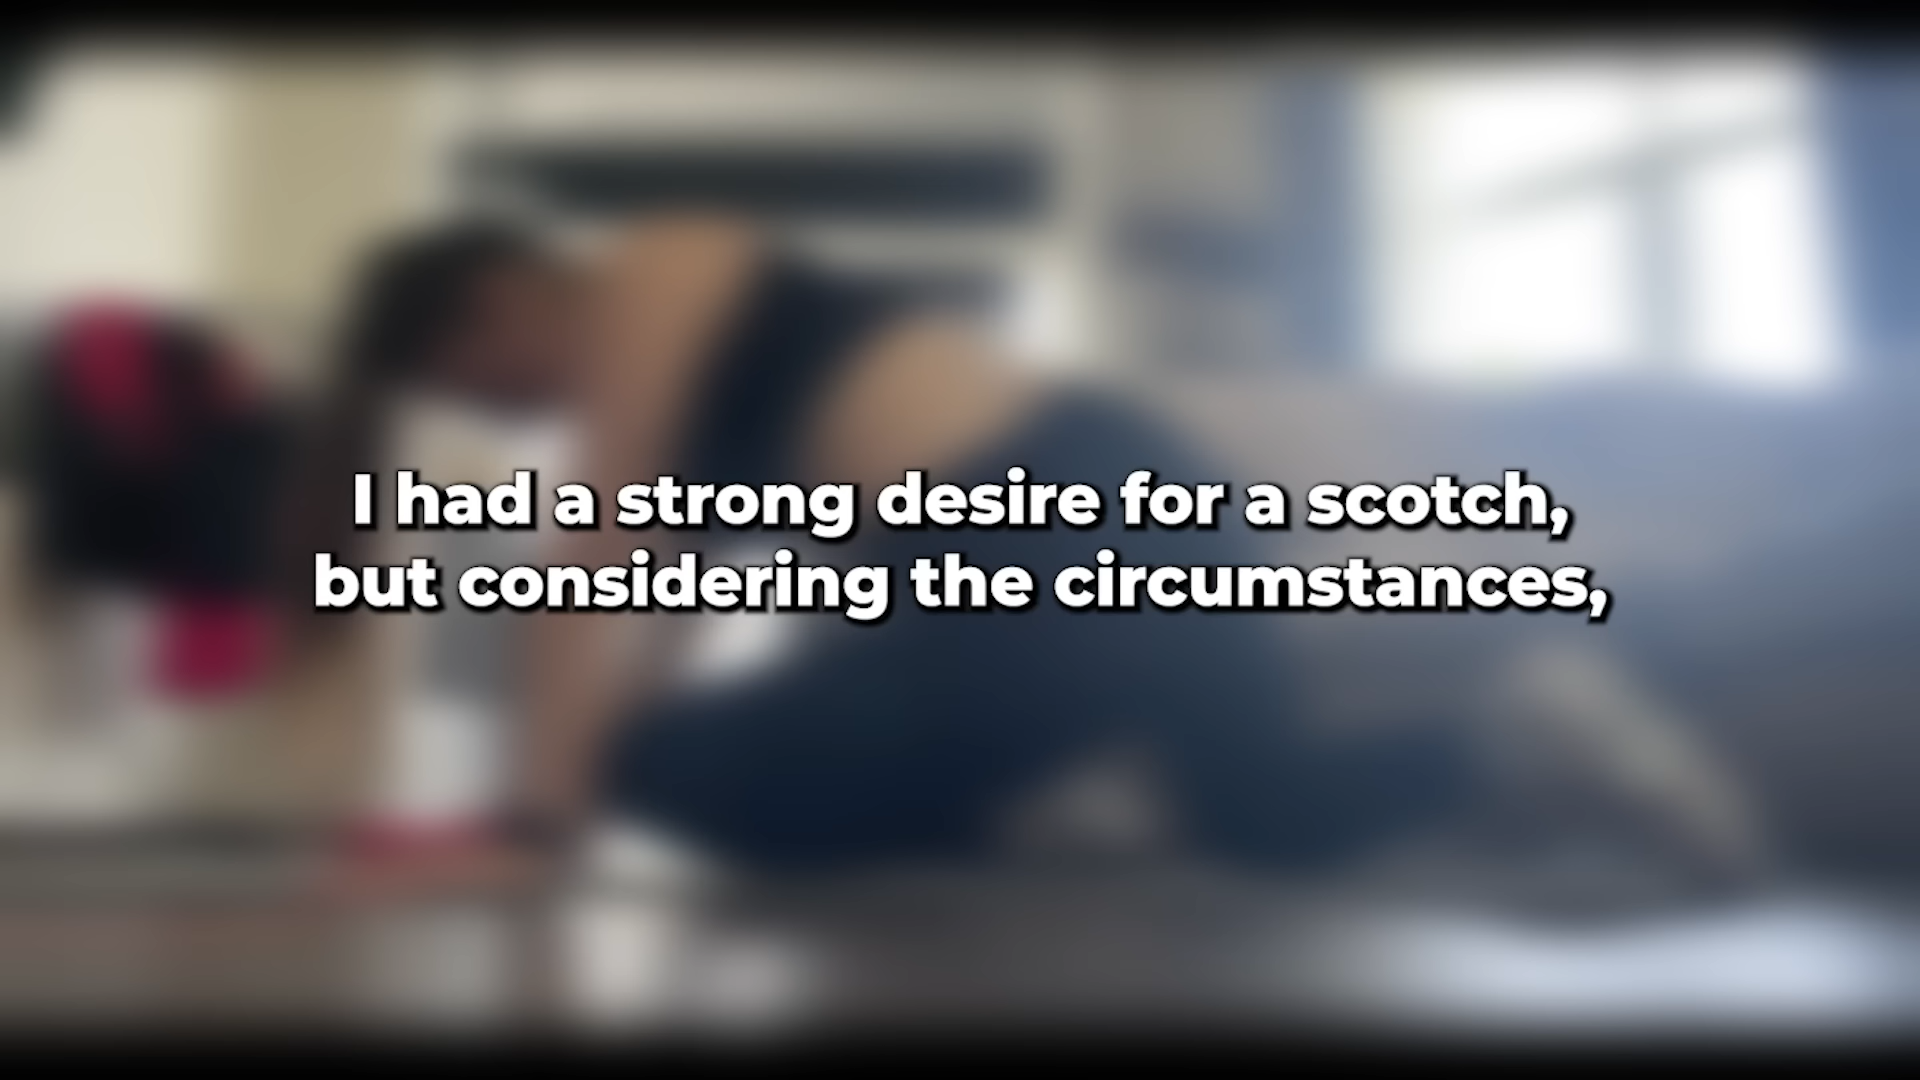 I had a strong desire for a scotch,
but considering the circumstances,